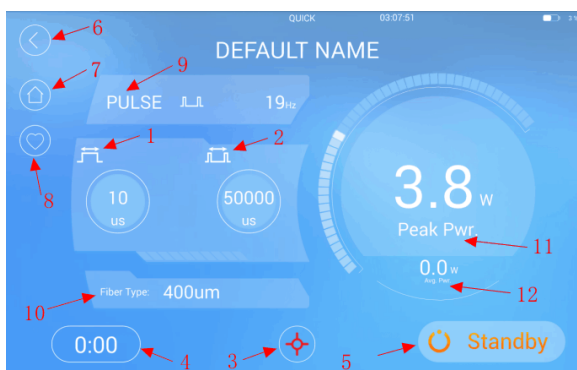 QUICK 03:07:51
DEFAULT NAME
6
7
8
9
PULSE 19Hz
1
2
10
us
50000
us
3.8 W
Peak Pwr.
11
0.0 W
Avg. Pwr.
12
10
Fiber Type: 400um
0:00
4
3
5
Standby